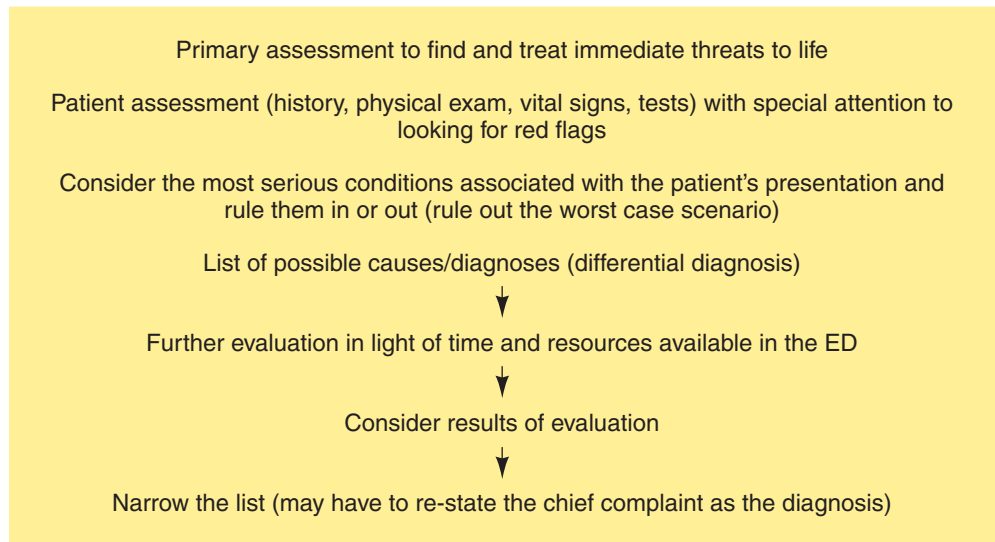 Primary assessment to find and treat immediate threats to life
Patient assessment (history, physical exam, vital signs, tests) with special attention to
looking for red flags
Consider the most serious conditions associated with the patient’s presentation and
rule them in or out (rule out the worst case scenario)
List of possible causes/diagnoses (differential diagnosis)
Further evaluation in light of time and resources available in the ED
Consider results of evaluation
Narrow the list (may have to re-state the chief complaint as the diagnosis)